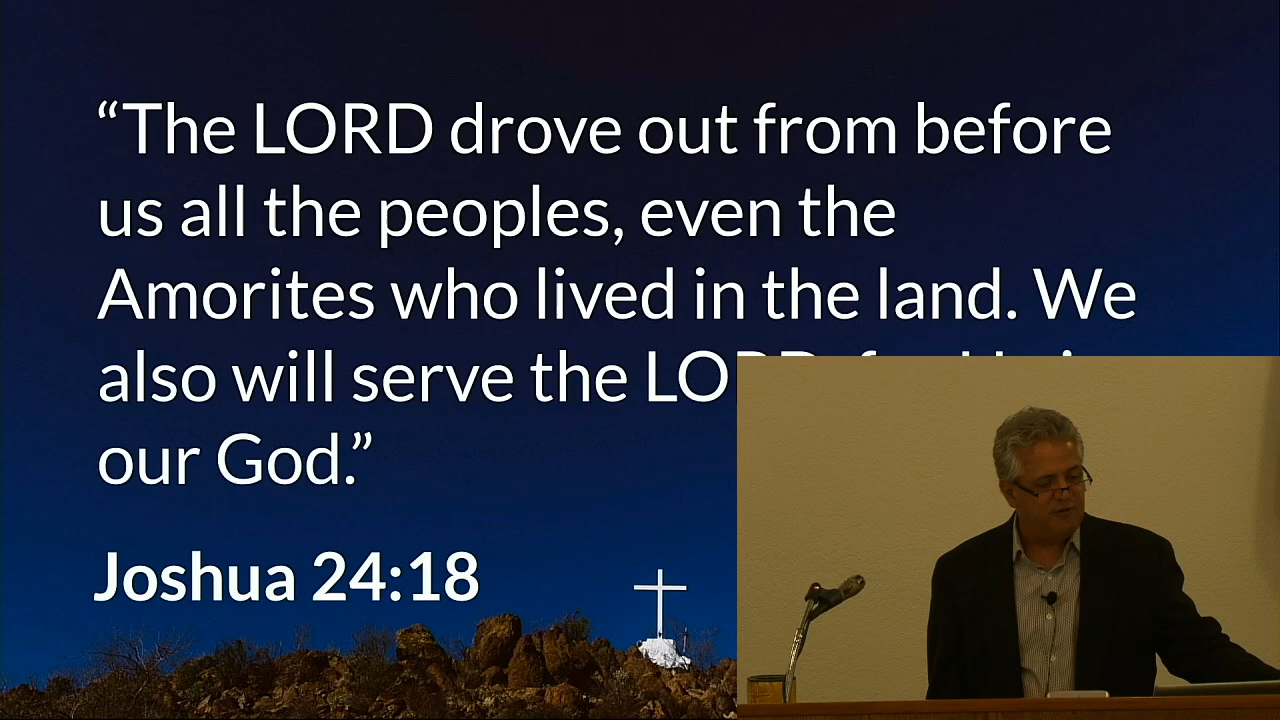 “The LORD drove out from before
us all the peoples, even the
Amorites who lived in the land. We
also will serve the
our God.”
Joshua 24:18